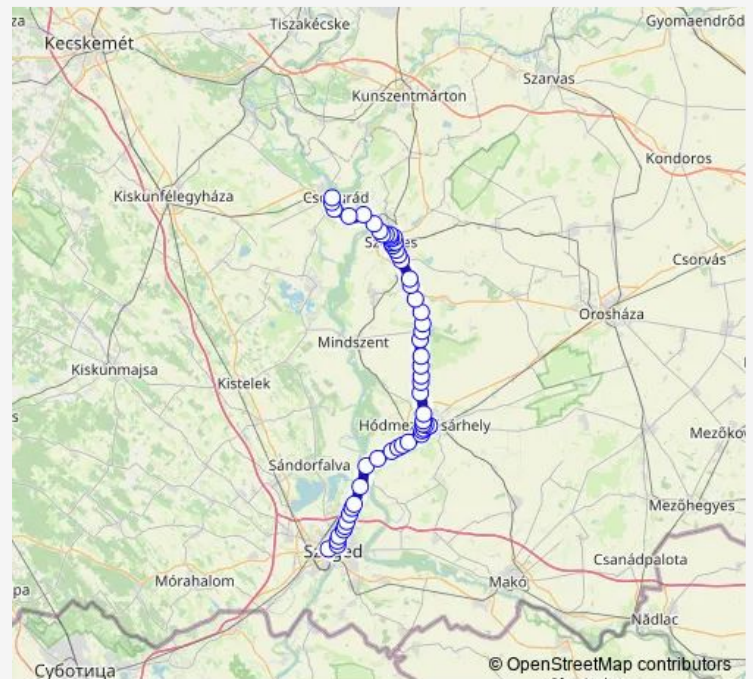 Tiszakécske
Gyomaendrőd
za
Kecskemét
Szarvas
Kunszentmárton
Kondoros
Kiskunfélegyháza
Csorvás
Orosháza
Mindszent
Kiskunmajsa
Kistelek
s
Sándorfalva
Mezőhegyes
Csanádpalota
Mórahalom
Makó
pa
Nădlac
Суботица
© OpenStreetMap contributors